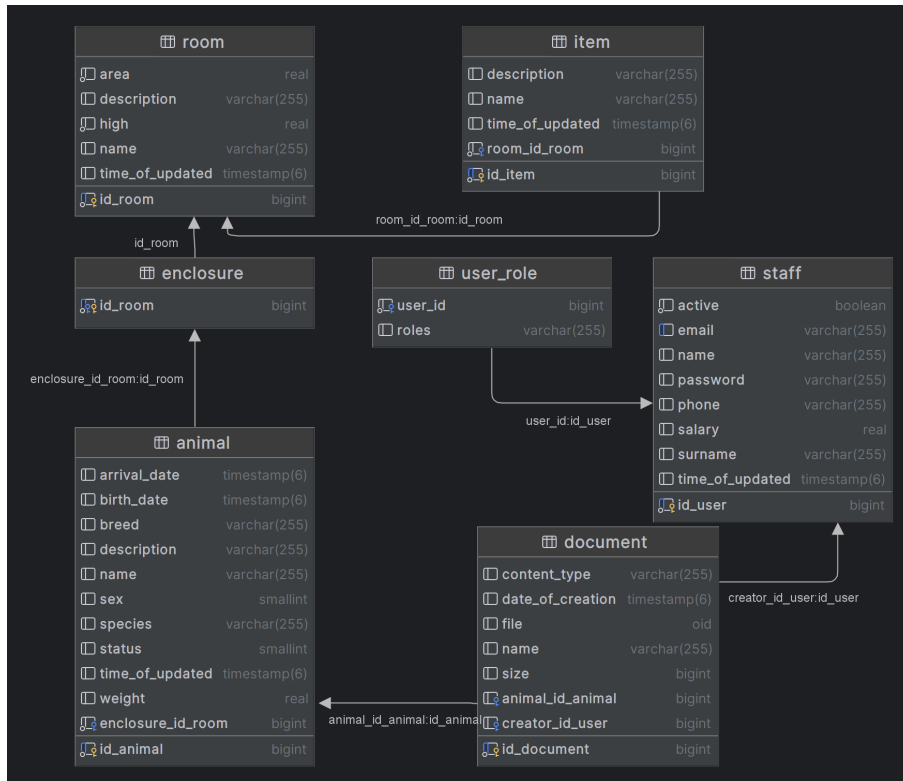 room
area real
description varchar(255)
high real
name varchar(255)
time_of_updated timestamp(6)
id_room bigint
item
description varchar(255)
name varchar(255)
time_of_updated timestamp(6)
room_id_room bigint
id_item bigint
room_id_room:id_room
id_room
enclosure
id_room bigint
user_role
user_id bigint
roles varchar(255)
staff
active boolean
email varchar(255)
name varchar(255)
password varchar(255)
phone varchar(255)
salary real
surname varchar(255)
time_of_updated timestamp(6)
id_user bigint
enclosure_id_room:id_room
user_id:id_user
animal
arrival_date timestamp(6)
birth_date timestamp(6)
breed varchar(255)
description varchar(255)
name varchar(255)
sex smallint
species varchar(255)
status smallint
time_of_updated timestamp(6)
weight real
enclosure_id_room bigint
id_animal bigint
document
content_type varchar(255)
date_of_creation timestamp(6)
file oid
name varchar(255)
size bigint
animal_id_animal bigint
creator_id_user bigint
id_document bigint
creator_id_user:id_user
animal_id_animal:id_animal